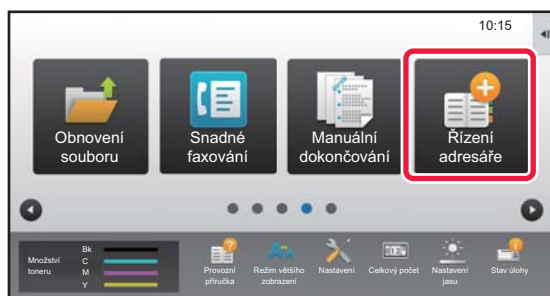 10:15
Obnovení
souboru
Snadné
faxování
Manuální
dokončování
Řízení
adresáře
Množství
toneru
Bk
C
M
Y
Provozní
příručka
Režim většího
zobrazení
Nastavení
Celkový počet
Nastavení
jasu
Stav úlohy